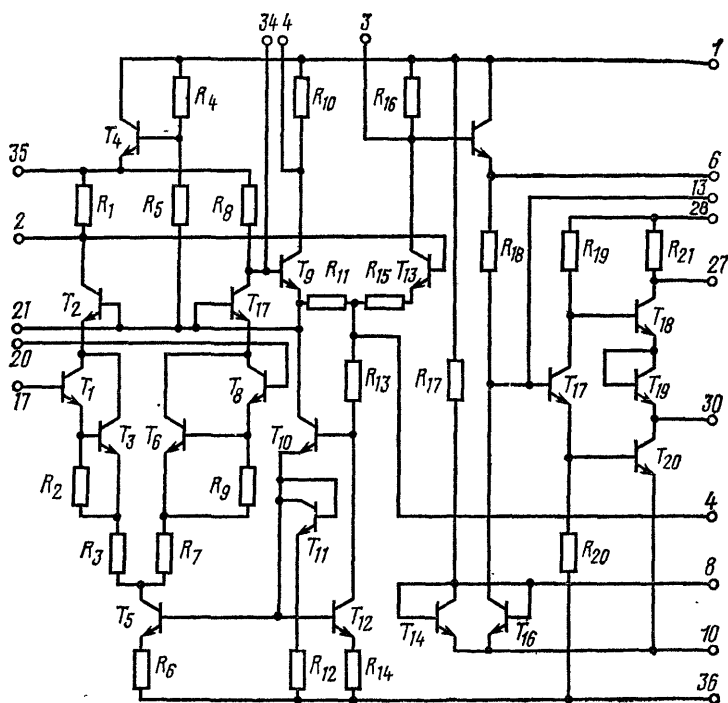 34 4 3
1
R4 R10 R16
T4
35
6
13
28
R1 R5 R8
2
R18 R19 R21
27
T9 R11 R15 T13
T2 T17
21
T18
20
R13 R17
17
T1 T8 T17 T19
30
T3 T6 T10
T20
R2 R9
4
R3 R7 T11
R20
8
T5 T12
T14 T16
10
R6 R12 R14
36